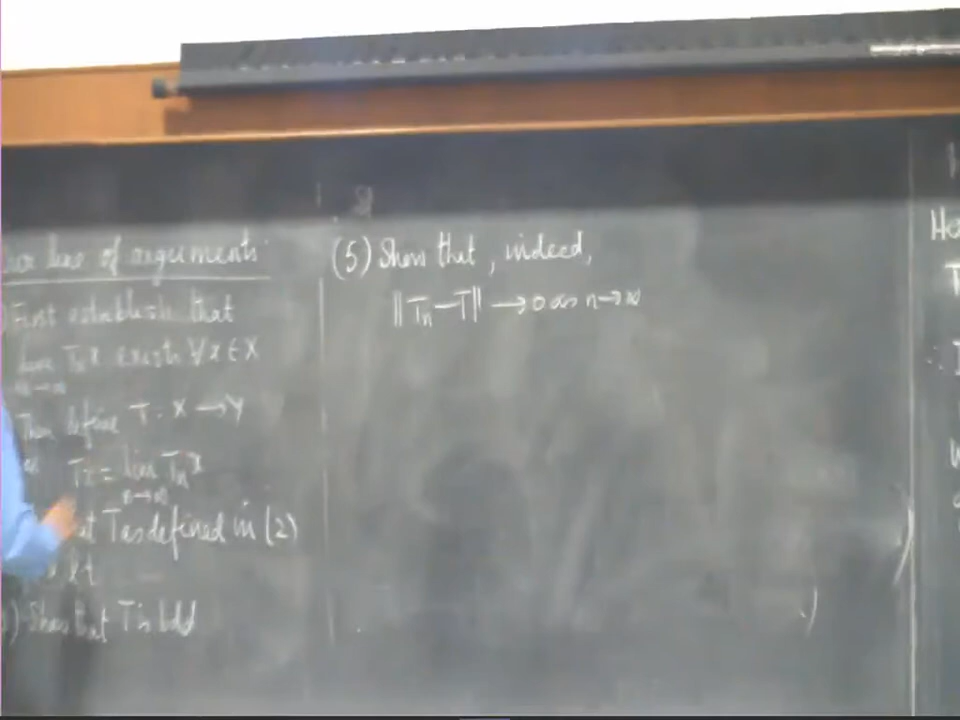 line of arguments
First establish that
lim Tₙx exists ∀x∈X
n→∞
Then define T: X→Y
Tx = lim Tₙx
n→∞
T as defined in (2)
(4) Show that T is bdd
(5) Show that, indeed,
‖Tₙ−T‖ → 0 as n→∞